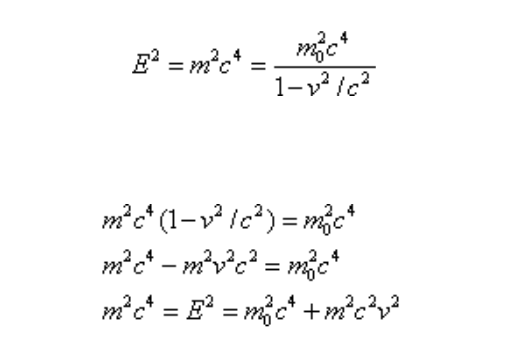 E² = m²c⁴ = m₀²c⁴ / (1−v²/c²)
m²c⁴(1−v²/c²) = m₀²c⁴
m²c⁴ − m²v²c² = m₀²c⁴
m²c⁴ = E² = m₀²c⁴ + m²c²v²